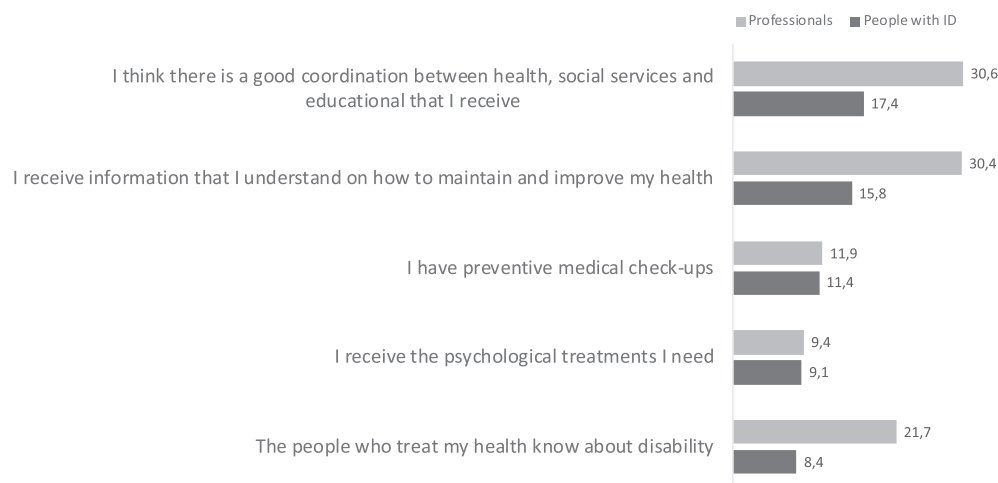 Professionals People with ID
I think there is a good coordination between health, social services and
educational that I receive
30,6
17,4
I receive information that I understand on how to maintain and improve my health
30,4
15,8
I have preventive medical check-ups
11,9
11,4
I receive the psychological treatments I need
9,4
9,1
The people who treat my health know about disability
21,7
8,4